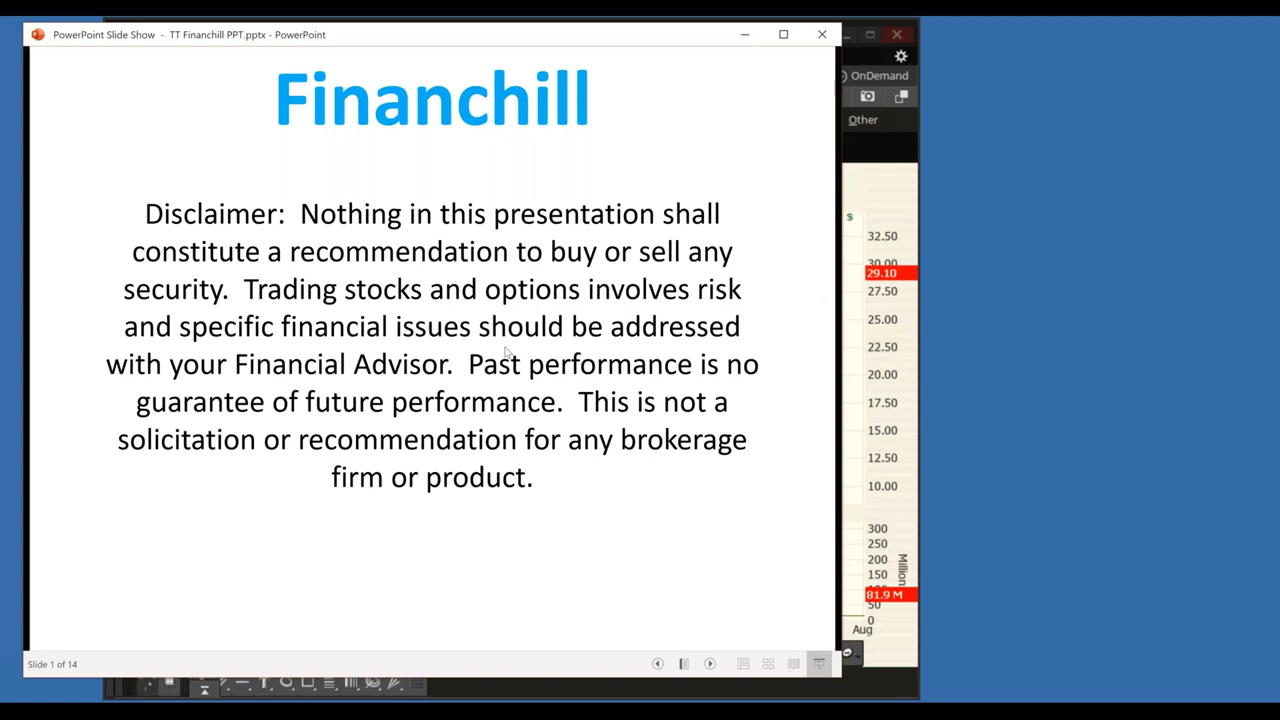 PowerPoint Slide Show - TT Financhill PPT.pptx - PowerPoint
Financhill
Disclaimer: Nothing in this presentation shall
constitute a recommendation to buy or sell any
security. Trading stocks and options involves risk
and specific financial issues should be addressed
with your Financial Advisor. Past performance is no
guarantee of future performance. This is not a
solicitation or recommendation for any brokerage
firm or product.
Slide 1 of 14
OnDemand
Other
$
32.50
30.00
29.10
27.50
25.00
22.50
20.00
17.50
15.00
12.50
10.00
300
250
200
150
81.9 M
50
0
Aug